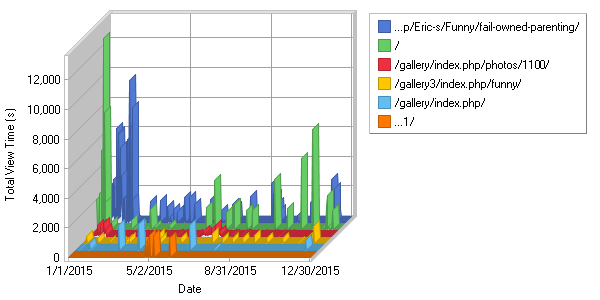 ...p/Eric-s/Funny/fail-owned-parenting/
/
/gallery/index.php/photos/1100/
/gallery3/index.php/funny/
/gallery/index.php/
...1/
Total View Time (s)
12,000
10,000
8,000
6,000
4,000
2,000
0
1/1/2015 5/2/2015 8/31/2015 12/30/2015
Date